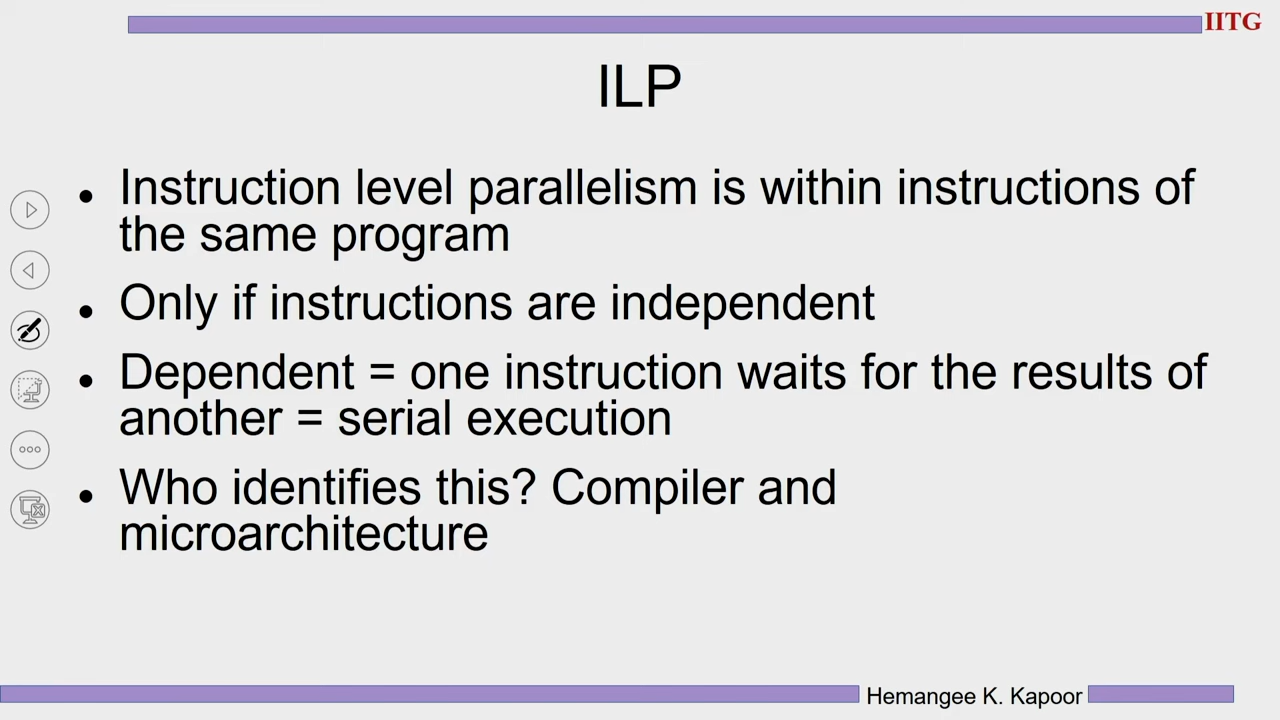 IITG
ILP
• Instruction level parallelism is within instructions of
the same program
• Only if instructions are independent
• Dependent = one instruction waits for the results of
another = serial execution
• Who identifies this? Compiler and
microarchitecture
Hemangee K. Kapoor